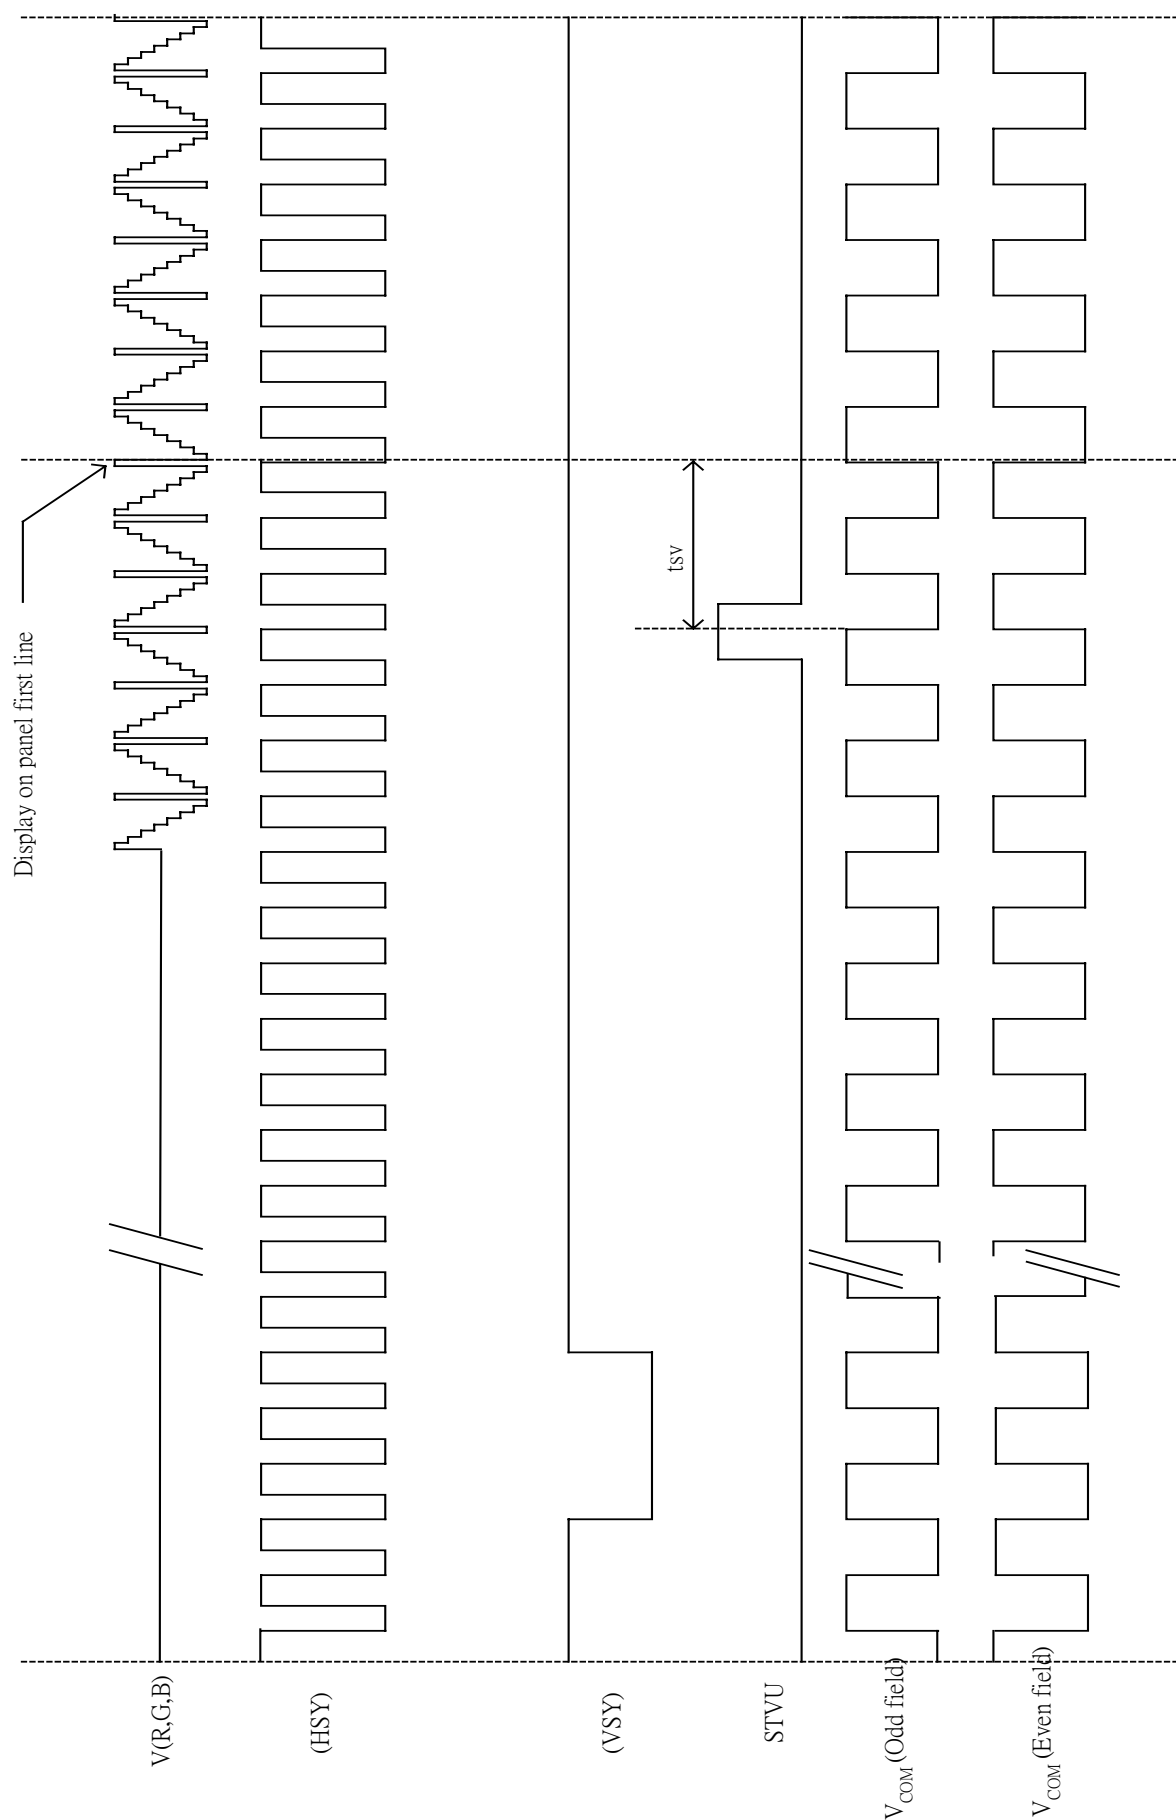 Display on panel first line
tsv
V(R,G,B)
(HSY)
(VSY)
STVU
VCOM (Odd field)
VCOM (Even field)